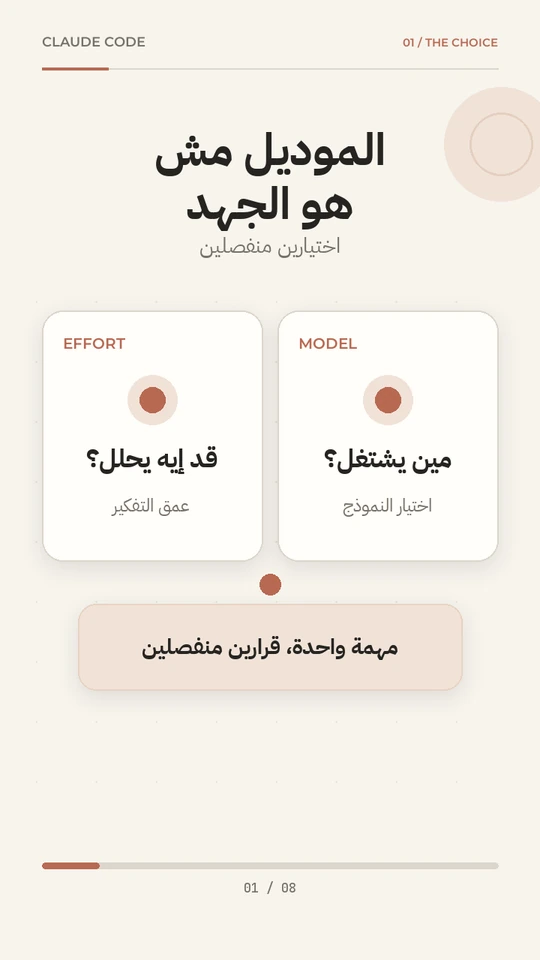 CLAUDE CODE
01 / THE CHOICE
الموديل مش
هو الجهد
اختيارين منفصلين
MODEL
مين يشتغل؟
اختيار النموذج
EFFORT
قد إيه يحلل؟
عمق التفكير
مهمة واحدة، قرارين منفصلين
01 / 08